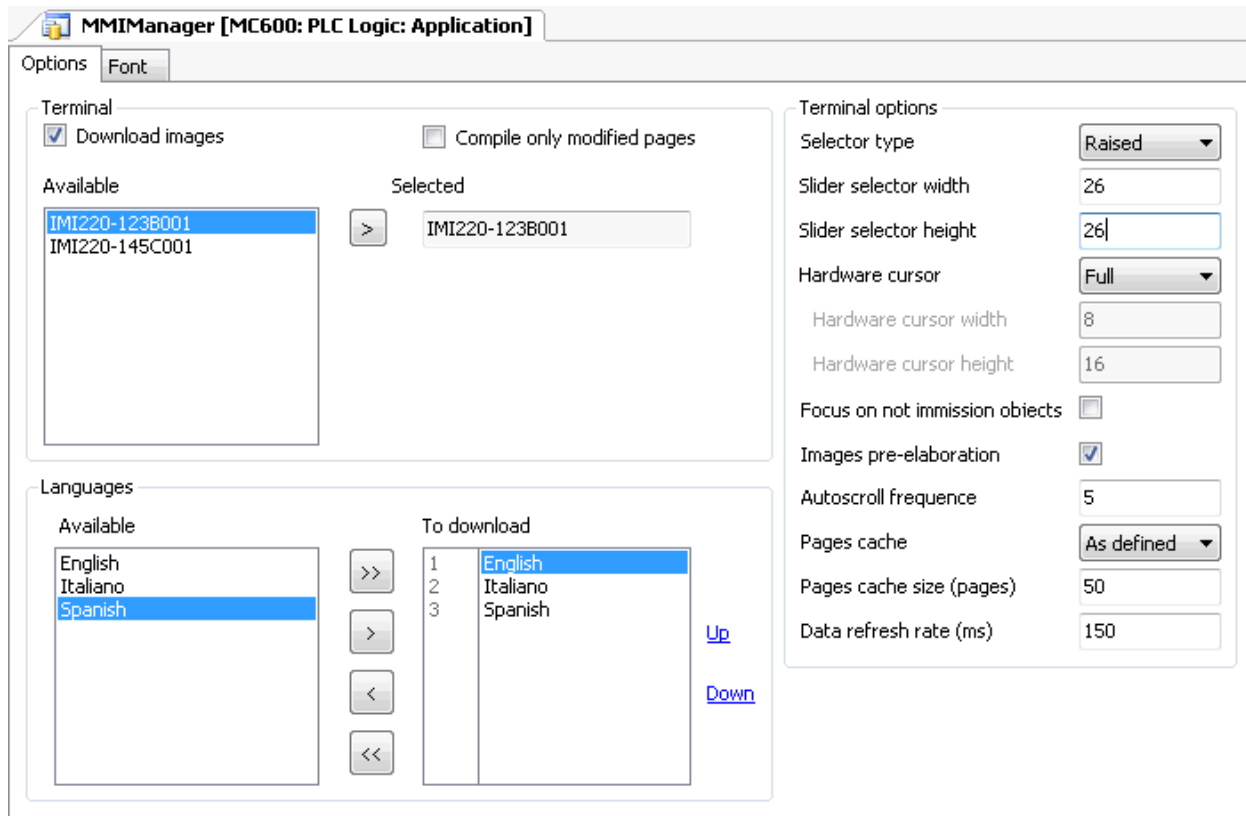 MMIManager [MC600: PLC Logic: Application]
Options Font
Terminal
Download images Compile only modified pages
Available Selected
IMI220-123B001
IMI220-145C001
> IMI220-123B001
Languages
Available To download
English
Italiano
Spanish
>>
>
<
<<
1 English
2 Italiano
3 Spanish
Up
Down
Terminal options
Selector type Raised
Slider selector width 26
Slider selector height 26
Hardware cursor Full
Hardware cursor width 8
Hardware cursor height 16
Focus on not immission objects
Images pre-elaboration
Autoscroll frequence 5
Pages cache As defined
Pages cache size (pages) 50
Data refresh rate (ms) 150